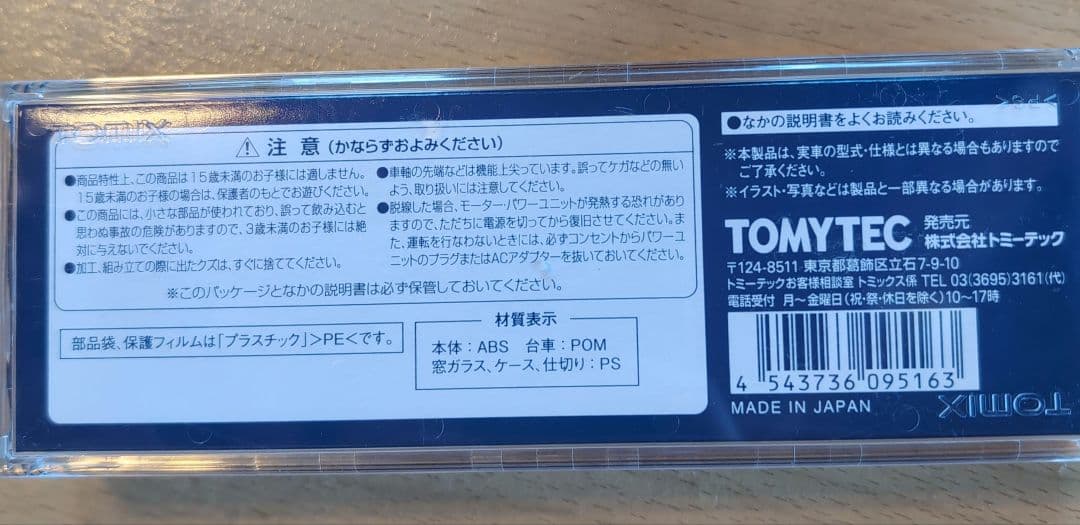 TOMIX
⚠ 注意(かならずおよみください)
●商品特性上、この商品は15歳未満のお子様には適しません。
15歳未満のお子様の場合は、保護者のもとでお遊びください。
●この商品には、小さな部品が使われており、誤って飲み込むと
思わぬ事故の危険がありますので、3歳未満のお子様には絶
対に与えないでください。
●加工、組み立ての際に出たクズは、すぐに捨ててください。
●車軸の先端などは機能上尖っています。誤ってケガなどの無い
よう、取り扱いには注意してください。
●脱線した場合、モーター・パワーユニットが発熱する恐れがあり
ますので、ただちに電源を切ってから復旧させてください。ま
た、運転を行なわないときには、必ずコンセントからパワーユ
ニットのプラグまたはACアダプターを抜いておいてください。
※このパッケージとなかの説明書は必ず保管しておいてください。
部品袋、保護フィルムは「プラスチック」>PE<です。
材質表示
本体:ABS 台車:POM
窓ガラス、ケース、仕切り:PS
●なかの説明書をよくお読みください。
※本製品は、実車の型式・仕様とは異なる場合もありますので
ご了承ください。
※イラスト・写真などは製品と一部異なる場合があります。
TOMYTEC 発売元
株式会社トミーテック
〒124-8511 東京都葛飾区立石7-9-10
トミーテックお客様相談室 トミックス係 TEL 03(3695)3161(代)
電話受付 月〜金曜日(祝・祭・休日を除く)10〜17時
4 543736 095163
MADE IN JAPAN
TOMIX